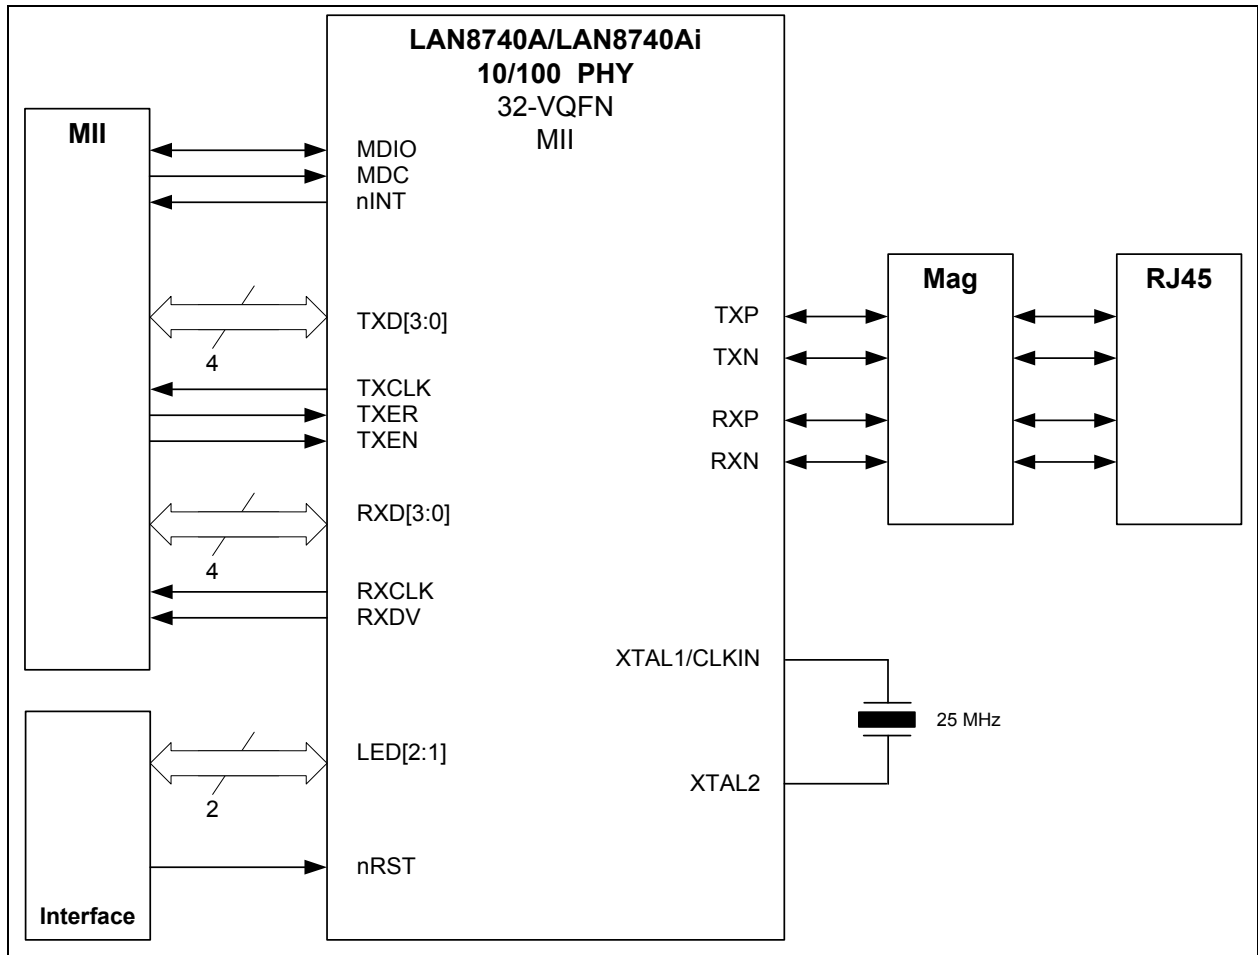 LAN8740A/LAN8740Ai
10/100 PHY
32-VQFN
MII
MII
MDIO
MDC
nINT
TXD[3:0]
4
TXCLK
TXER
TXEN
RXD[3:0]
4
RXCLK
RXDV
TXP
TXN
RXP
RXN
Mag
RJ45
XTAL1/CLKIN
25 MHz
XTAL2
LED[2:1]
2
nRST
Interface